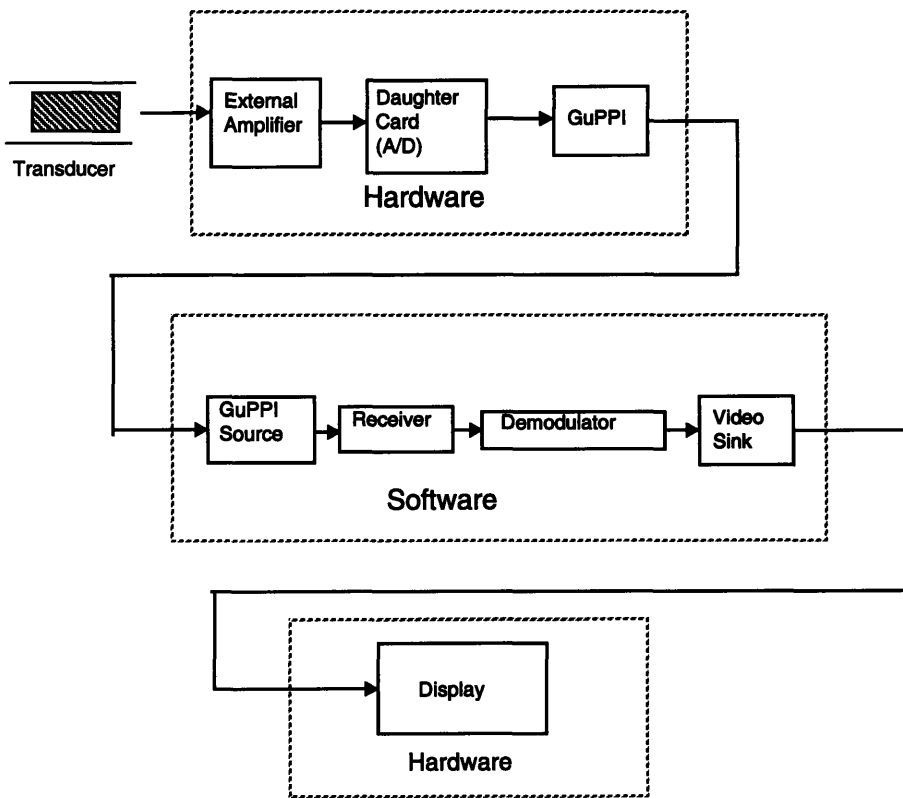 Transducer
External
Amplifier
Daughter
Card
(A/D)
GuPPI
Hardware
GuPPI
Source
Receiver
Demodulator
Video
Sink
Software
Display
Hardware